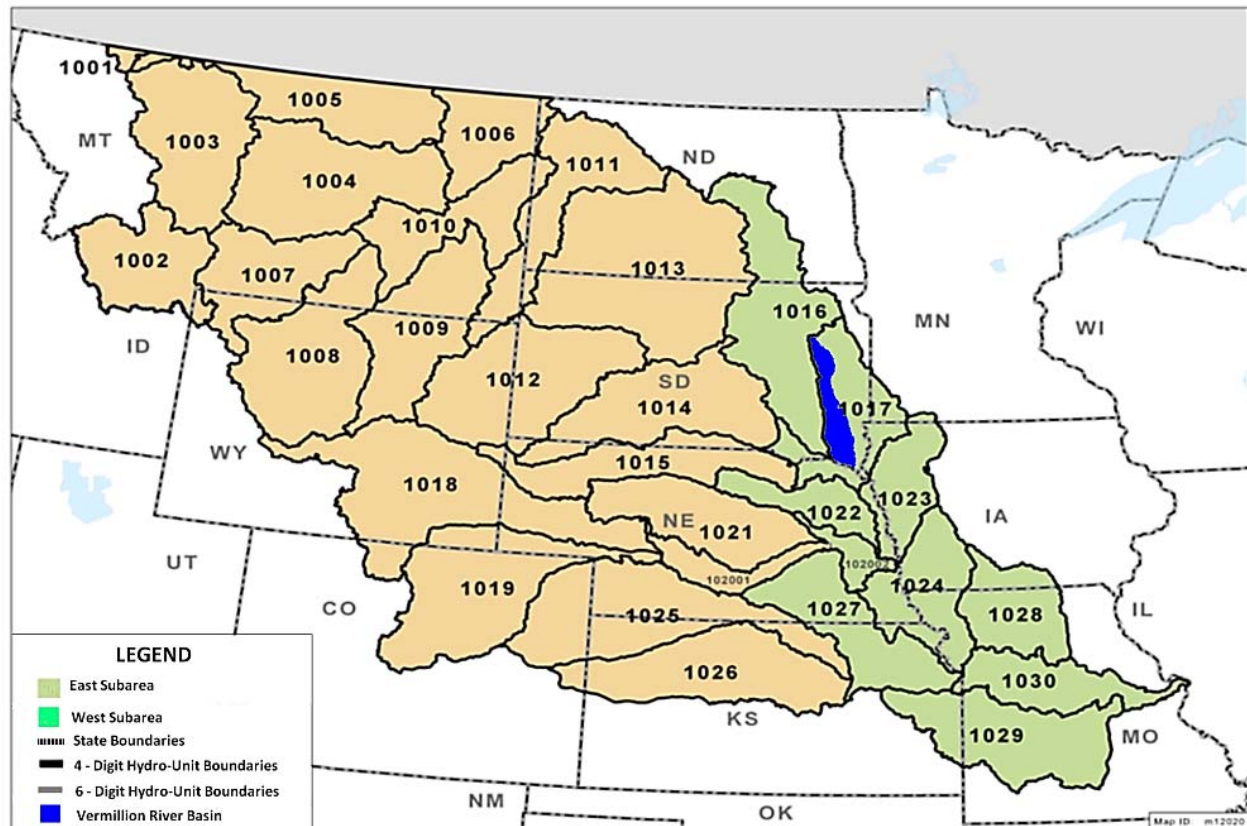 1001
1005
1003
1006
MT
1011
ND
1004
1010
1002
1007
1013
1016
MN
WI
ID
1009
1008
1012
SD
1014
1017
WY
1015
1018
1023
1022
IA
NE
1021
UT
102001
102002
1019
1024
CO
1025
1027
1028
IL
1026
1030
KS
1029
MO
NM
OK
LEGEND
East Subarea
West Subarea
State Boundaries
4 - Digit Hydro-Unit Boundaries
6 - Digit Hydro-Unit Boundaries
Vermillion River Basin
Map ID: m12020